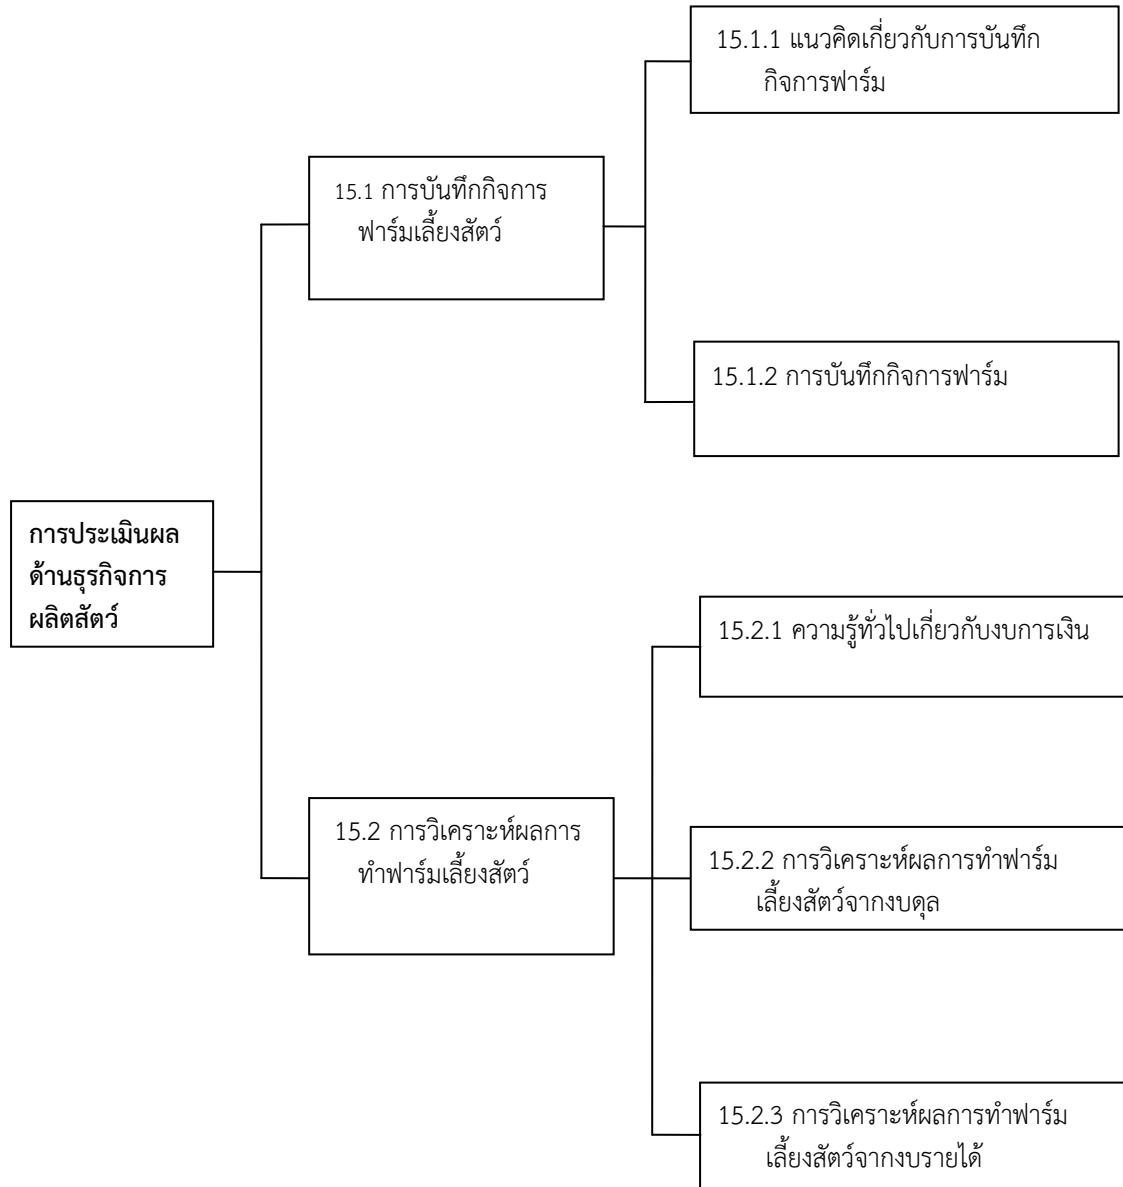 15.1.1 แนวคิดเกี่ยวกับการบันทึก
กิจการฟาร์ม
15.1 การบันทึกกิจการ
ฟาร์มเลี้ยงสัตว์
15.1.2 การบันทึกกิจการฟาร์ม
การประเมินผล
ด้านธุรกิจการ
ผลิตสัตว์
15.2.1 ความรู้ทั่วไปเกี่ยวกับงบการเงิน
15.2 การวิเคราะห์ผลการ
ทำฟาร์มเลี้ยงสัตว์
15.2.2 การวิเคราะห์ผลการทำฟาร์ม
เลี้ยงสัตว์จากงบดุล
15.2.3 การวิเคราะห์ผลการทำฟาร์ม
เลี้ยงสัตว์จากงบรายได้